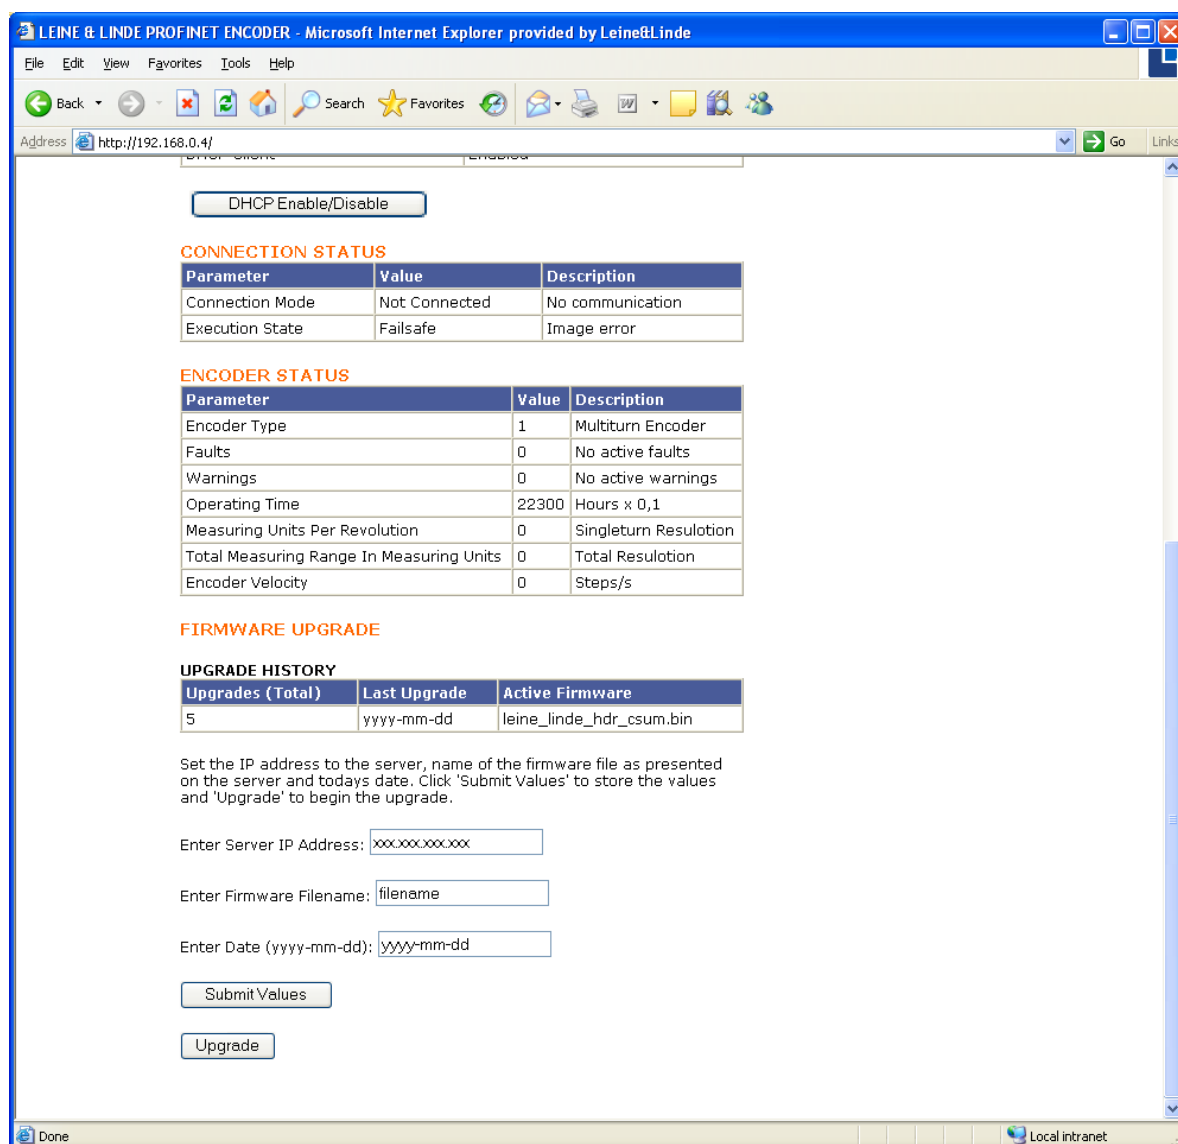 LEINE & LINDE PROFINET ENCODER - Microsoft Internet Explorer provided by Leine&Linde
File Edit View Favorites Tools Help
Back Search Favorites
Address http://192.168.0.4/ Go Links
DHCP Client Enabled
DHCP Enable/Disable
CONNECTION STATUS
Parameter Value Description
Connection Mode Not Connected No communication
Execution State Failsafe Image error
ENCODER STATUS
Parameter Value Description
Encoder Type 1 Multiturn Encoder
Faults 0 No active faults
Warnings 0 No active warnings
Operating Time 22300 Hours x 0,1
Measuring Units Per Revolution 0 Singleturn Resulotion
Total Measuring Range In Measuring Units 0 Total Resulotion
Encoder Velocity 0 Steps/s
FIRMWARE UPGRADE
UPGRADE HISTORY
Upgrades (Total) Last Upgrade Active Firmware
5 yyyy-mm-dd leine_linde_hdr_csum.bin
Set the IP address to the server, name of the firmware file as presented
on the server and todays date. Click 'Submit Values' to store the values
and 'Upgrade' to begin the upgrade.
Enter Server IP Address: xxx.xxx.xxx.xxx
Enter Firmware Filename: filename
Enter Date (yyyy-mm-dd): yyyy-mm-dd
Submit Values
Upgrade
Done Local intranet